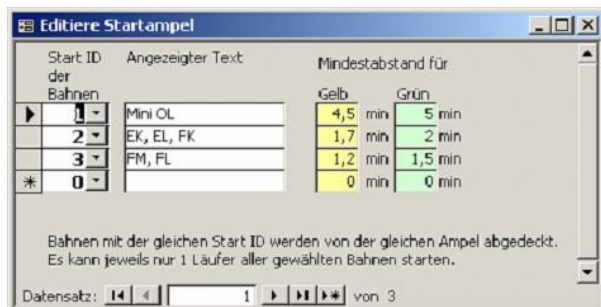 Editiere Startampel
Start ID der Bahnen Angezeigter Text Mindestabstand für
Gelb Grün
1 Mini OL 4,5 min 5 min
2 EK, EL, FK 1,7 min 2 min
3 FM, FL 1,2 min 1,5 min
0 0 min 0 min
Bahnen mit der gleichen Start ID werden von der gleichen Ampel abgedeckt.
Es kann jeweils nur 1 Läufer aller gewählten Bahnen starten.
Datensatz: 1 von 3